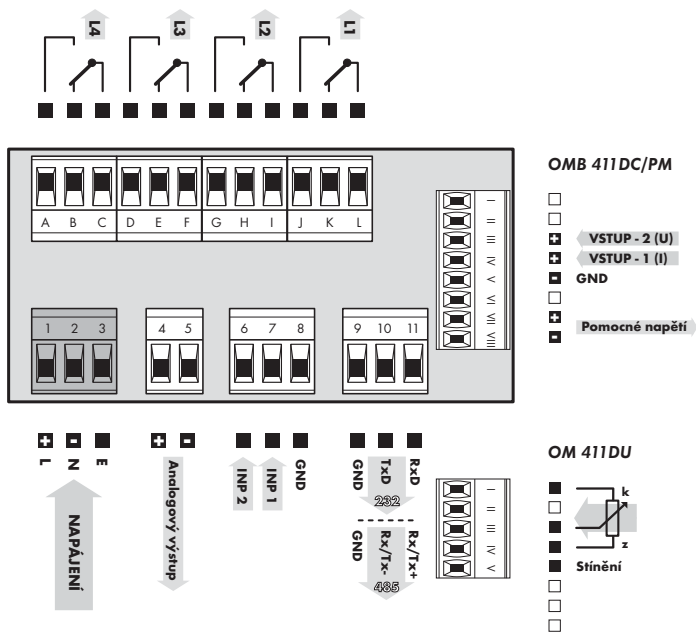 L4 L3 L2 L1
OMB 411DC/PM
A B C D E F G H I J K L
I
II
III
IV
V
VI
VII
VIII
VSTUP - 2 (U)
VSTUP - 1 (I)
GND
Pomocné napětí
1 2 3 4 5 6 7 8 9 10 11
+ - + -
L N E
NAPÁJENÍ
Analogový výstup
INP 2
INP 1
GND
GND TxD RxD
232
GND Rx/Tx- Rx/Tx+
485
I
II
III
IV
V
OM 411DU
k
z
Stínění